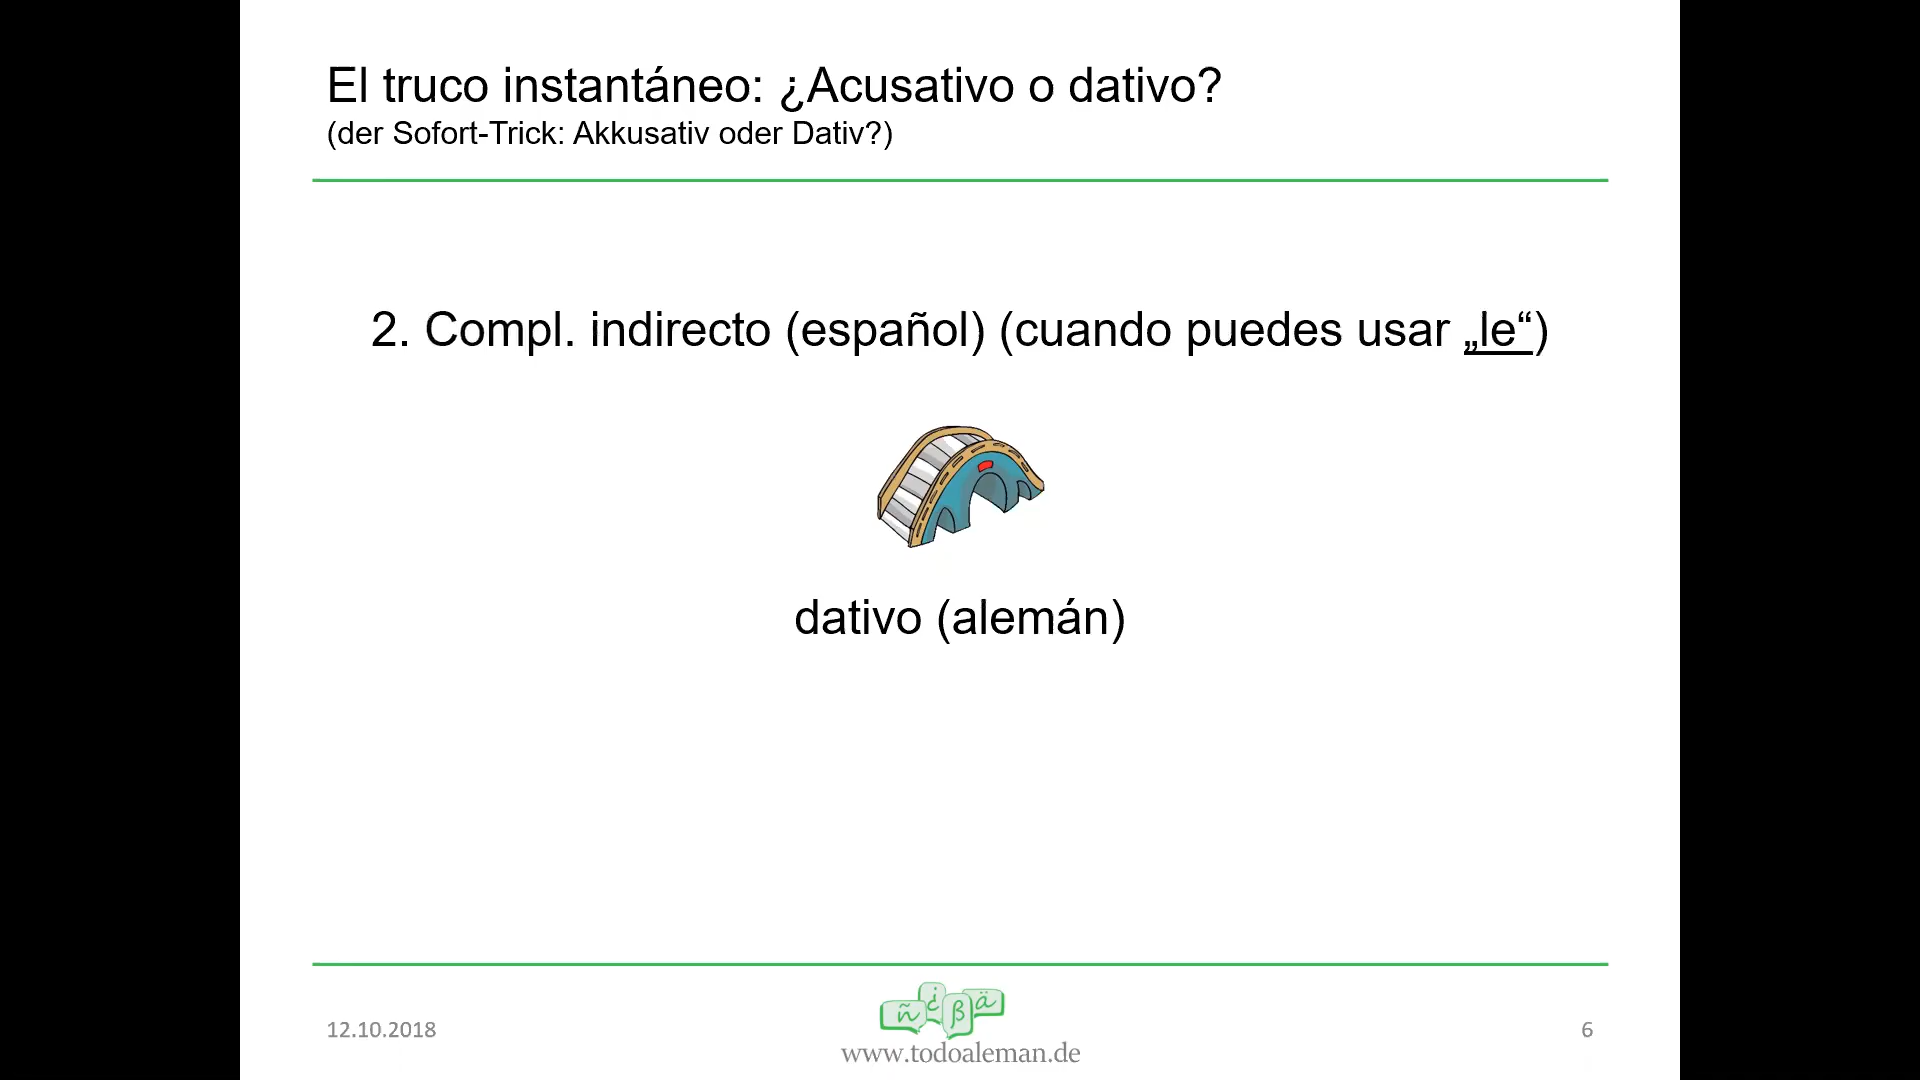 El truco instantáneo: ¿Acusativo o dativo?
(der Sofort-Trick: Akkusativ oder Dativ?)
2. Compl. indirecto (español) (cuando puedes usar „le“)
dativo (alemán)
ñ ¿ ß ä
12.10.2018
www.todoaleman.de
6